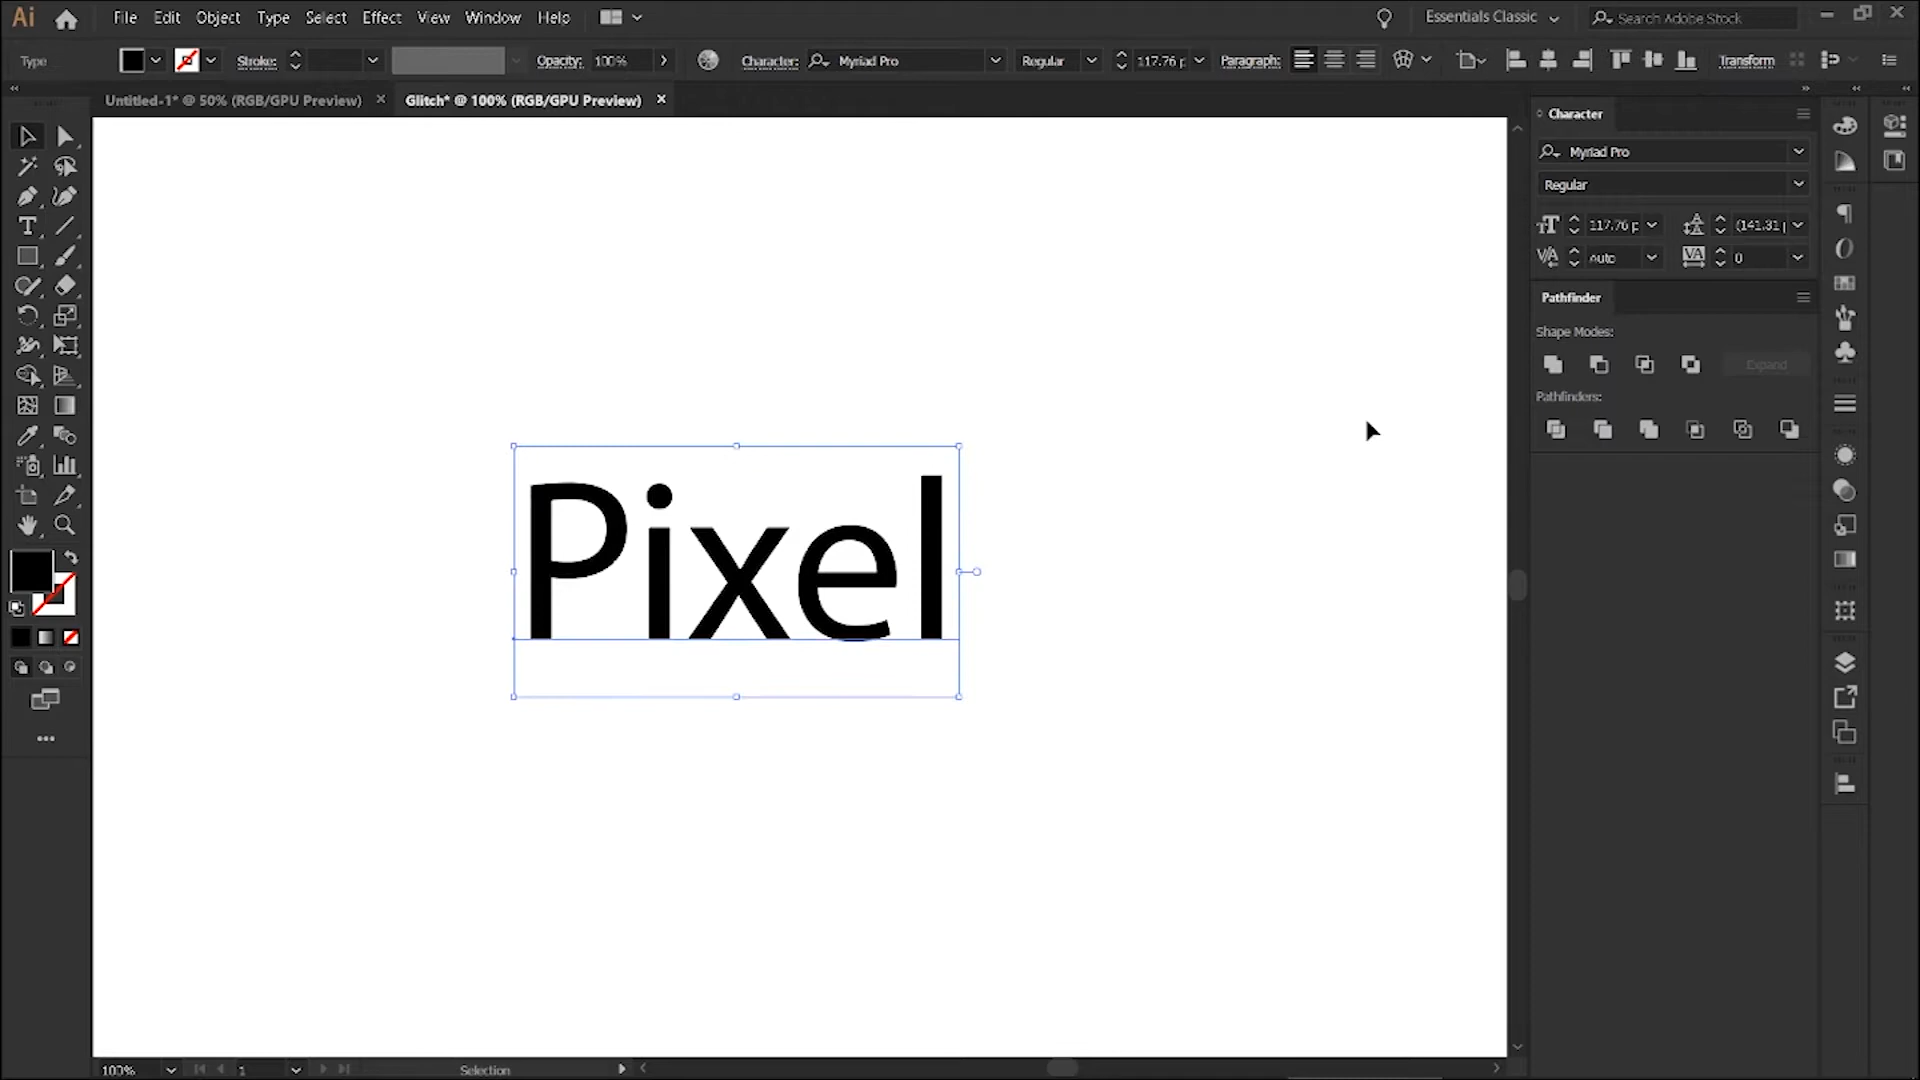 Ai File Edit Object Type Select Effect View Window Help Essentials Classic Search Adobe Stock
Type Stroke: Opacity: 100% Character: Myriad Pro Regular 117.76 p Paragraph: Transform
Untitled-1* @ 50% (RGB/GPU Preview) × Glitch* @ 100% (RGB/GPU Preview) ×
Character
Myriad Pro
Regular
117.76 p (141.31 p
Auto 0
Pathfinder
Shape Modes:
Expand
Pathfinders:
Pixel
100% 1 Selection